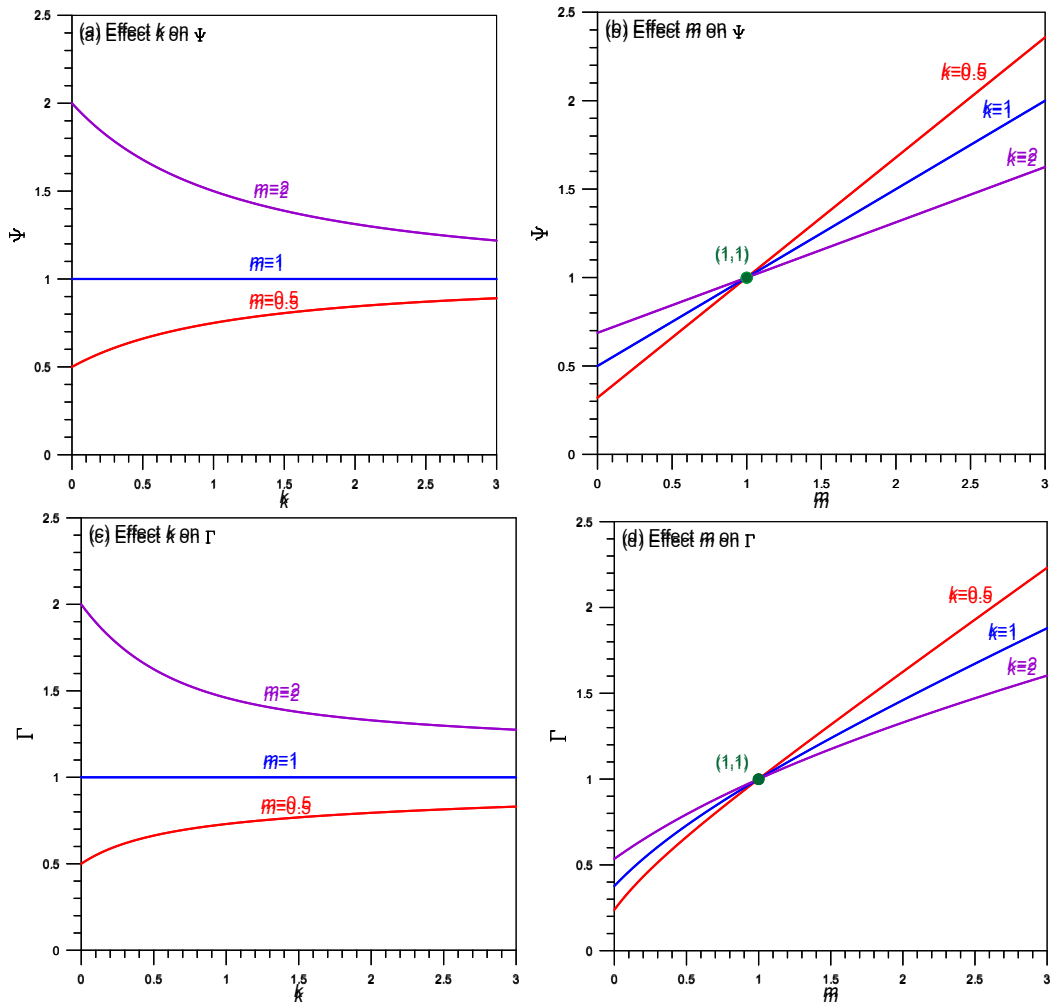 (a) Effect k on Ψ
2.5
2
1.5
1
0.5
0
m=2
m=1
m=0.5
Ψ
0 0.5 1 1.5 2 2.5 3
k
(b) Effect m on Ψ
2.5
2
1.5
1
0.5
0
k=0.5
k=1
k=2
(1,1)
Ψ
0 0.5 1 1.5 2 2.5 3
m
(c) Effect k on Γ
2.5
2
1.5
1
0.5
0
m=2
m=1
m=0.5
Γ
0 0.5 1 1.5 2 2.5 3
k
(d) Effect m on Γ
2.5
2
1.5
1
0.5
0
k=0.5
k=1
k=2
(1,1)
Γ
0 0.5 1 1.5 2 2.5 3
m